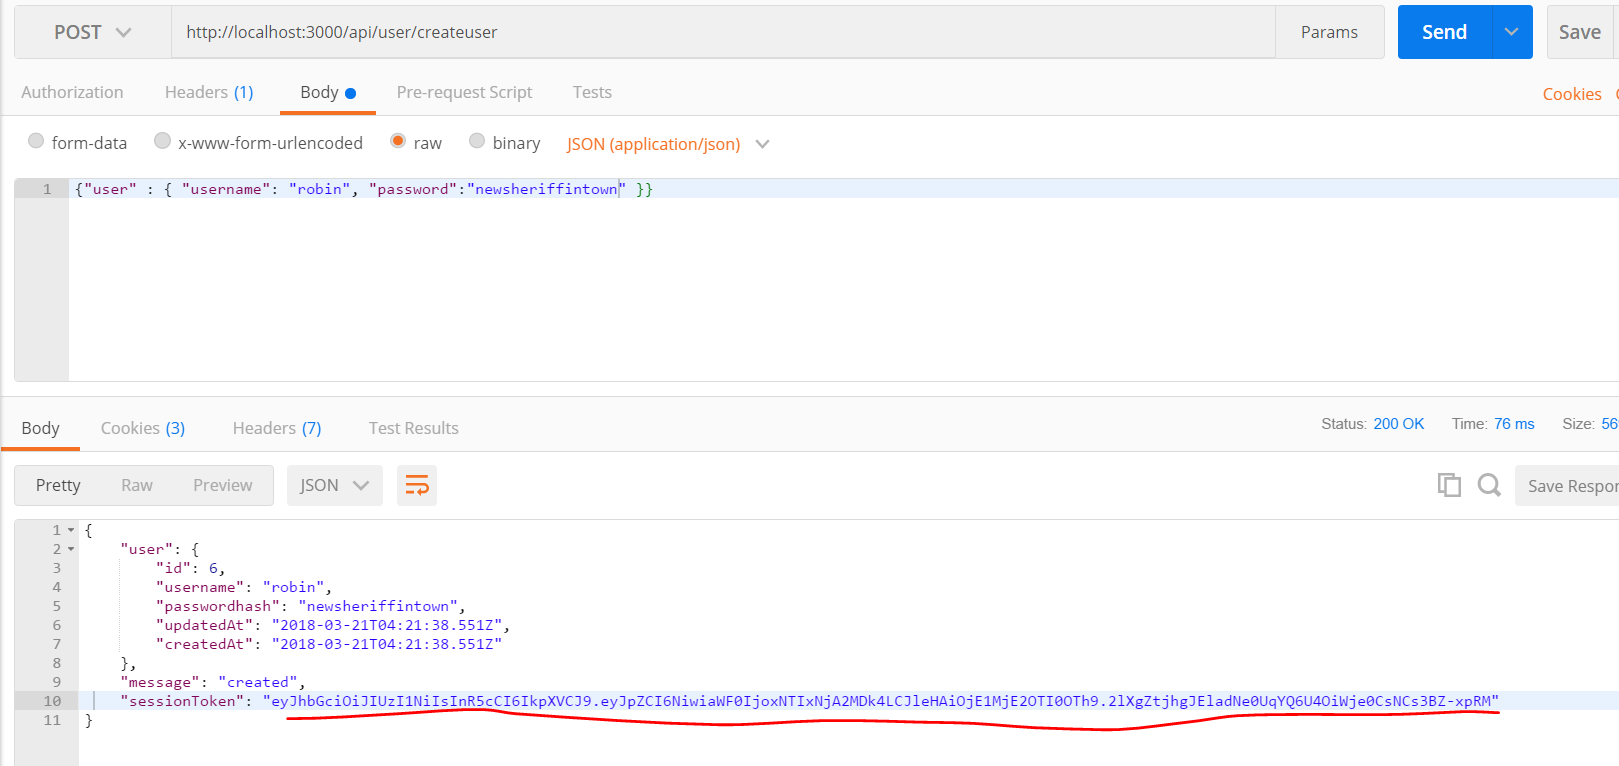 POST http://localhost:3000/api/user/createuser Params Send Save
Authorization Headers (1) Body Pre-request Script Tests Cookies
form-data x-www-form-urlencoded raw binary JSON (application/json)
1 {"user" : { "username": "robin", "password":"newsheriffintown" }}
Body Cookies (3) Headers (7) Test Results Status: 200 OK Time: 76 ms Size: 56
Pretty Raw Preview JSON Save Respon
1 {
2 "user": {
3 "id": 6,
4 "username": "robin",
5 "passwordhash": "newsheriffintown",
6 "updatedAt": "2018-03-21T04:21:38.551Z",
7 "createdAt": "2018-03-21T04:21:38.551Z"
8 },
9 "message": "created",
10 "sessionToken": "eyJhbGciOiJIUzI1NiIsInR5cCI6IkpXVCJ9.eyJpZCI6NiwiaWF0IjoxNTIxNjA2MDk4LCJleHAiOjE1MjE2OTI0OTh9.2lXgZtjhgJEladNe0UqYQ6U4OiWje0CsNCs3BZ-xpRM"
11 }